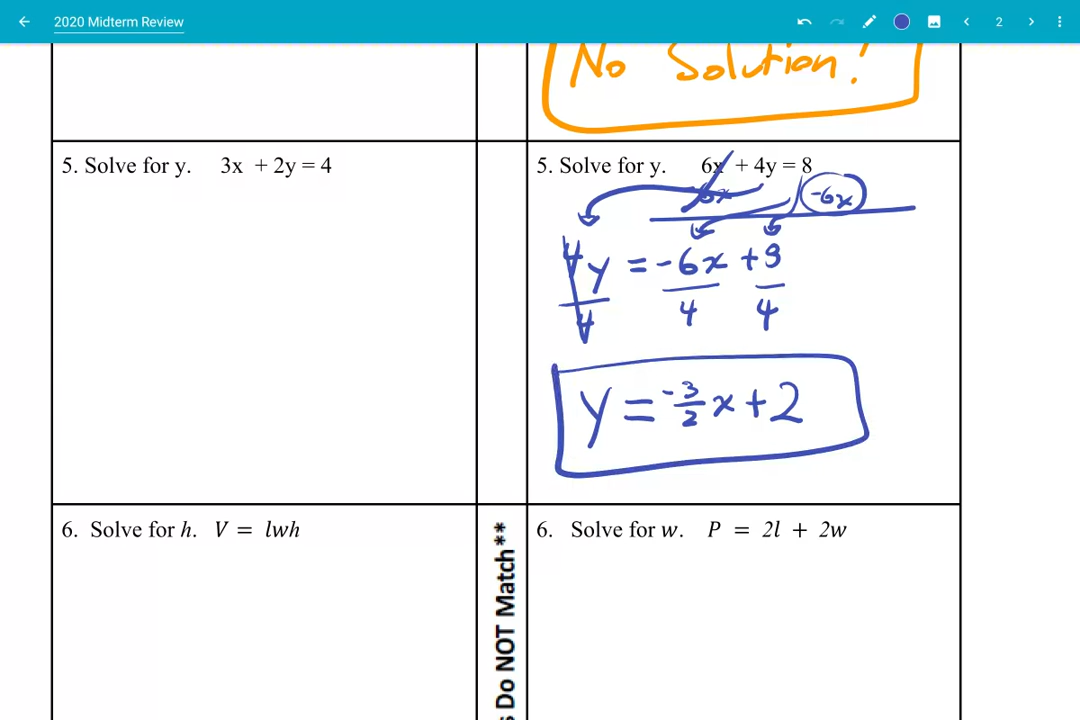 2020 Midterm Review
2
No Solution!
5. Solve for y. 3x + 2y = 4
5. Solve for y. 6x + 4y = 8
-6x -6x
4y = -6x + 8
4 4 4
y = -3/2 x + 2
6. Solve for h. V = lwh
s Do NOT Match**
6. Solve for w. P = 2l + 2w